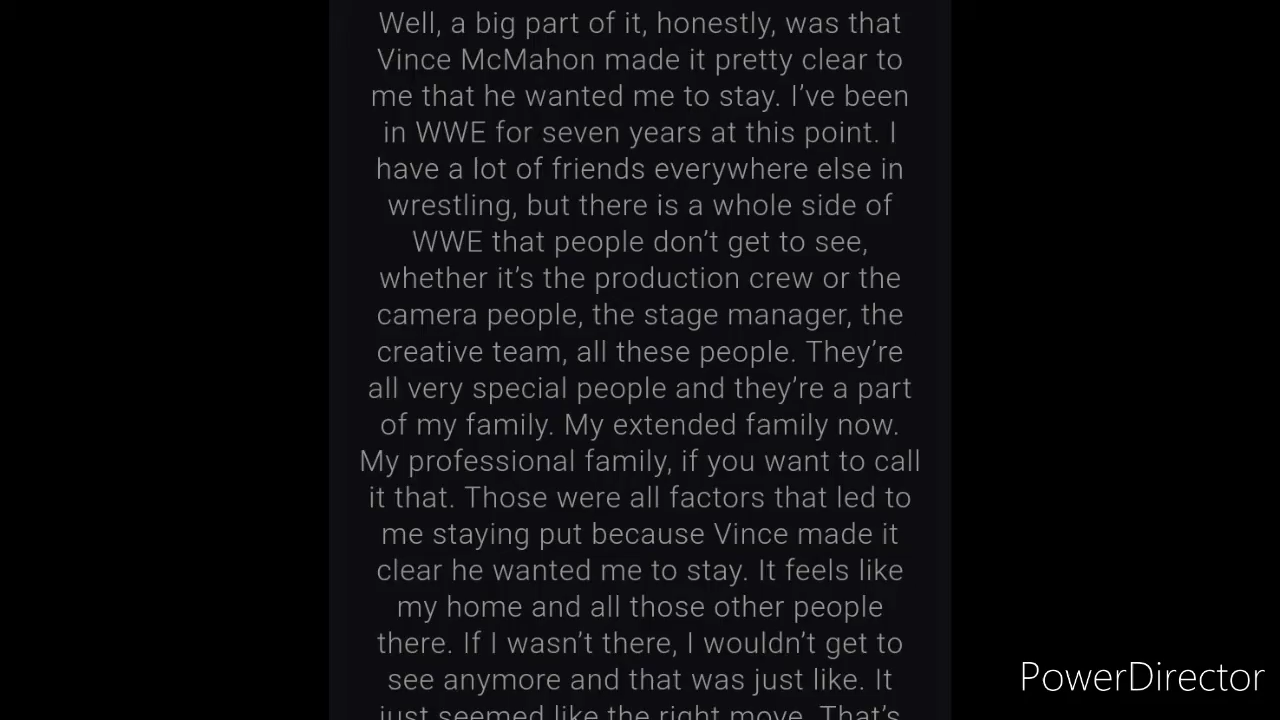 Well, a big part of it, honestly, was that
Vince McMahon made it pretty clear to
me that he wanted me to stay. I’ve been
in WWE for seven years at this point. I
have a lot of friends everywhere else in
wrestling, but there is a whole side of
WWE that people don’t get to see,
whether it’s the production crew or the
camera people, the stage manager, the
creative team, all these people. They’re
all very special people and they’re a part
of my family. My extended family now.
My professional family, if you want to call
it that. Those were all factors that led to
me staying put because Vince made it
clear he wanted me to stay. It feels like
my home and all those other people
there. If I wasn’t there, I wouldn’t get to
see anymore and that was just like. It
just seemed like the right move. That’s
PowerDirector